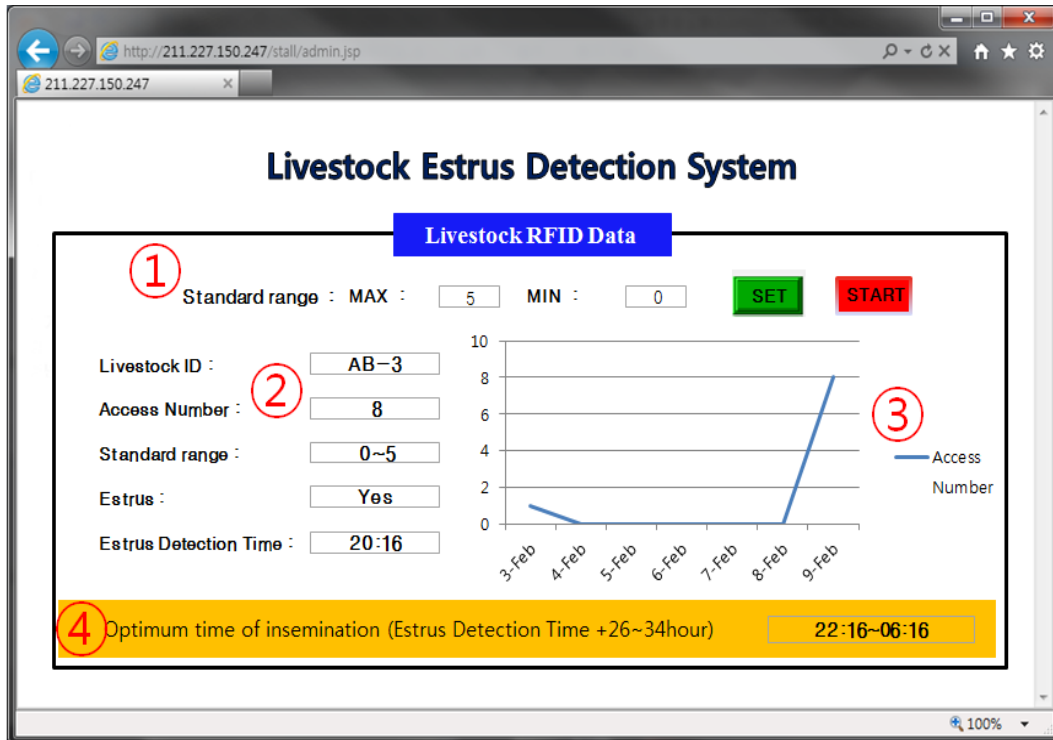 http://211.227.150.247/stall/admin.jsp
211.227.150.247
Livestock Estrus Detection System
Livestock RFID Data
①
Standard range : MAX : 5 MIN : 0 SET START
Livestock ID : AB-3
②
Access Number : 8
Standard range : 0~5
Estrus : Yes
Estrus Detection Time : 20:16
10
8
6
4
2
0
3-Feb 4-Feb 5-Feb 6-Feb 7-Feb 8-Feb 9-Feb
③
Access
Number
④ Optimum time of insemination (Estrus Detection Time +26~34hour) 22:16~06:16
100%